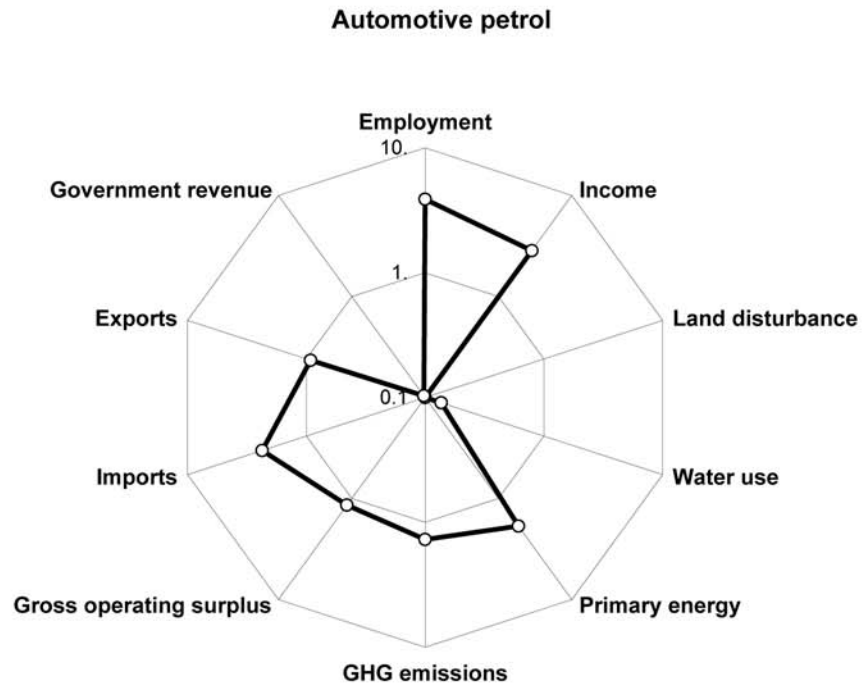 Automotive petrol
Employment
10.
Government revenue
Income
1.
Exports
Land disturbance
0.1
Imports
Water use
Gross operating surplus
Primary energy
GHG emissions